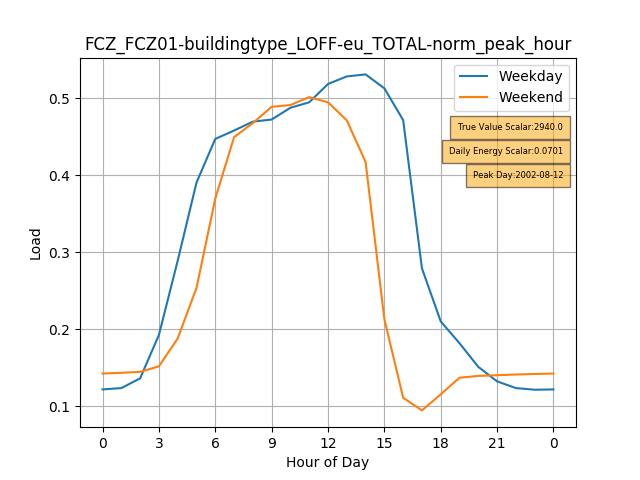 FCZ_FCZ01-buildingtype_LOFF-eu_TOTAL-norm_peak_hour
Weekday
Weekend
True Value Scalar:2940.0
Daily Energy Scalar:0.0701
Peak Day:2002-08-12
0.5
0.4
0.3
0.2
0.1
Load
0 3 6 9 12 15 18 21 0
Hour of Day